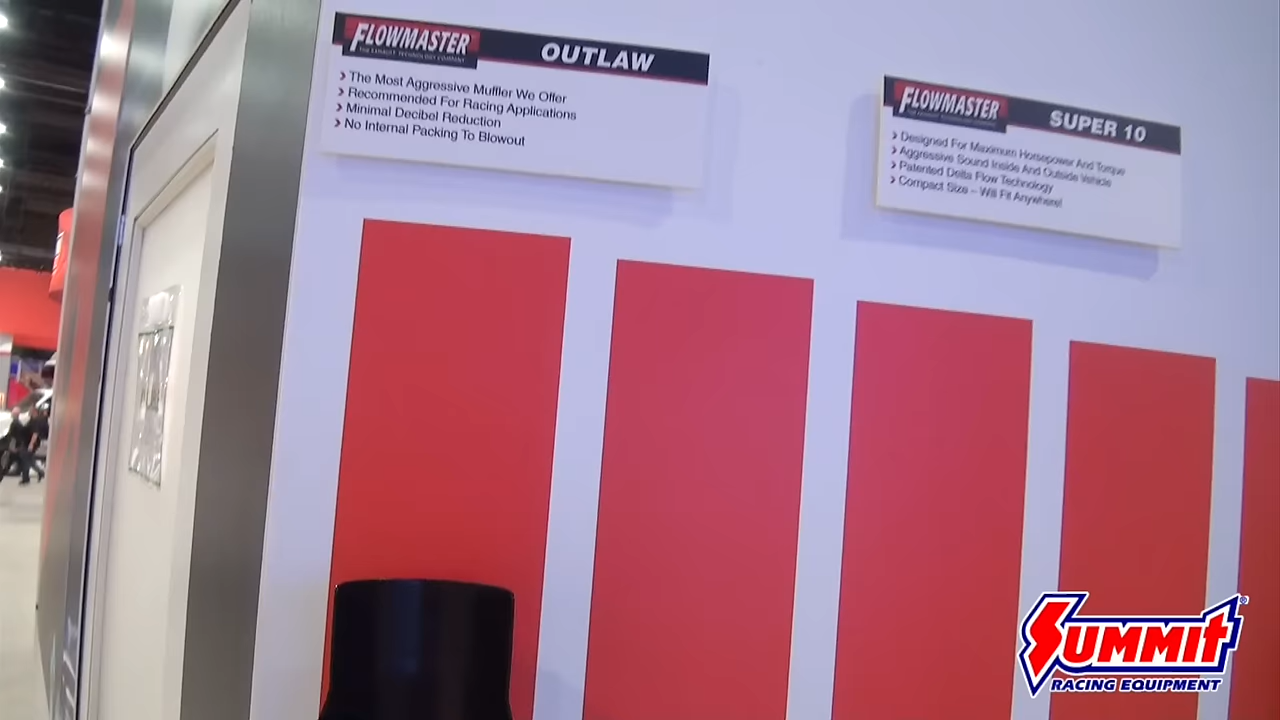 FLOWMASTER
THE EXHAUST TECHNOLOGY COMPANY
OUTLAW
› The Most Aggressive Muffler We Offer
› Recommended For Racing Applications
› Minimal Decibel Reduction
› No Internal Packing To Blowout
FLOWMASTER
SUPER 10
› Designed For Maximum Horsepower And Torque
› Aggressive Sound Inside And Outside Vehicle
› Patented Delta Flow Technology
› Compact Size – Will Fit Anywhere!
SUMMIT
RACING EQUIPMENT